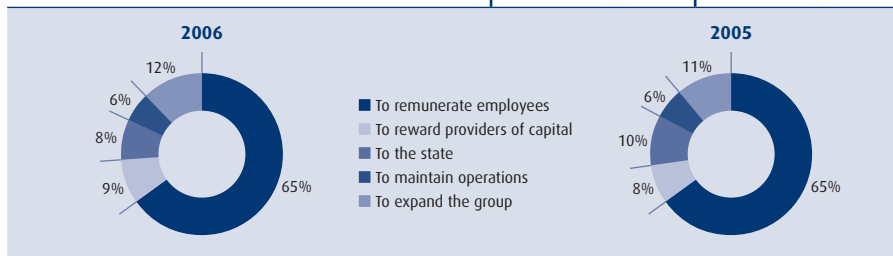 2006
2005
12%
6%
8%
9%
65%
To remunerate employees
To reward providers of capital
To the state
To maintain operations
To expand the group
11%
6%
10%
8%
65%